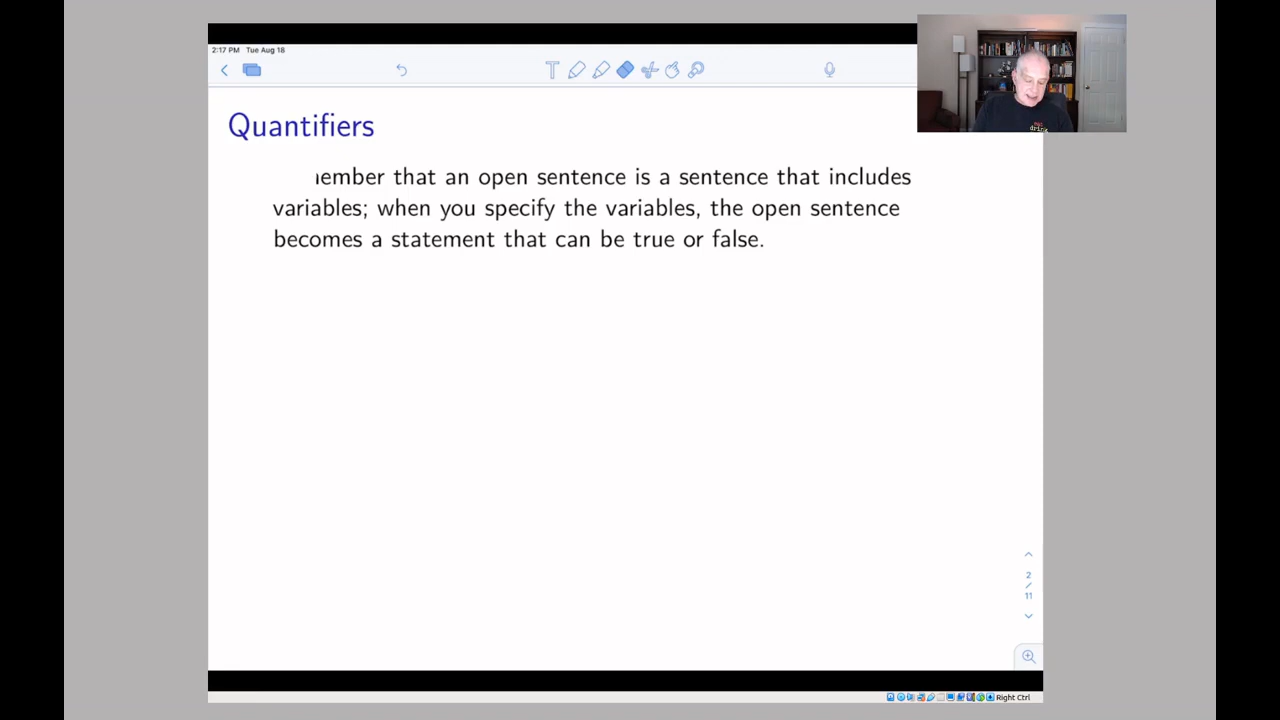 2:17 PM Tue Aug 18
Quantifiers
ember that an open sentence is a sentence that includes
variables; when you specify the variables, the open sentence
becomes a statement that can be true or false.
2
/
11
Right Ctrl